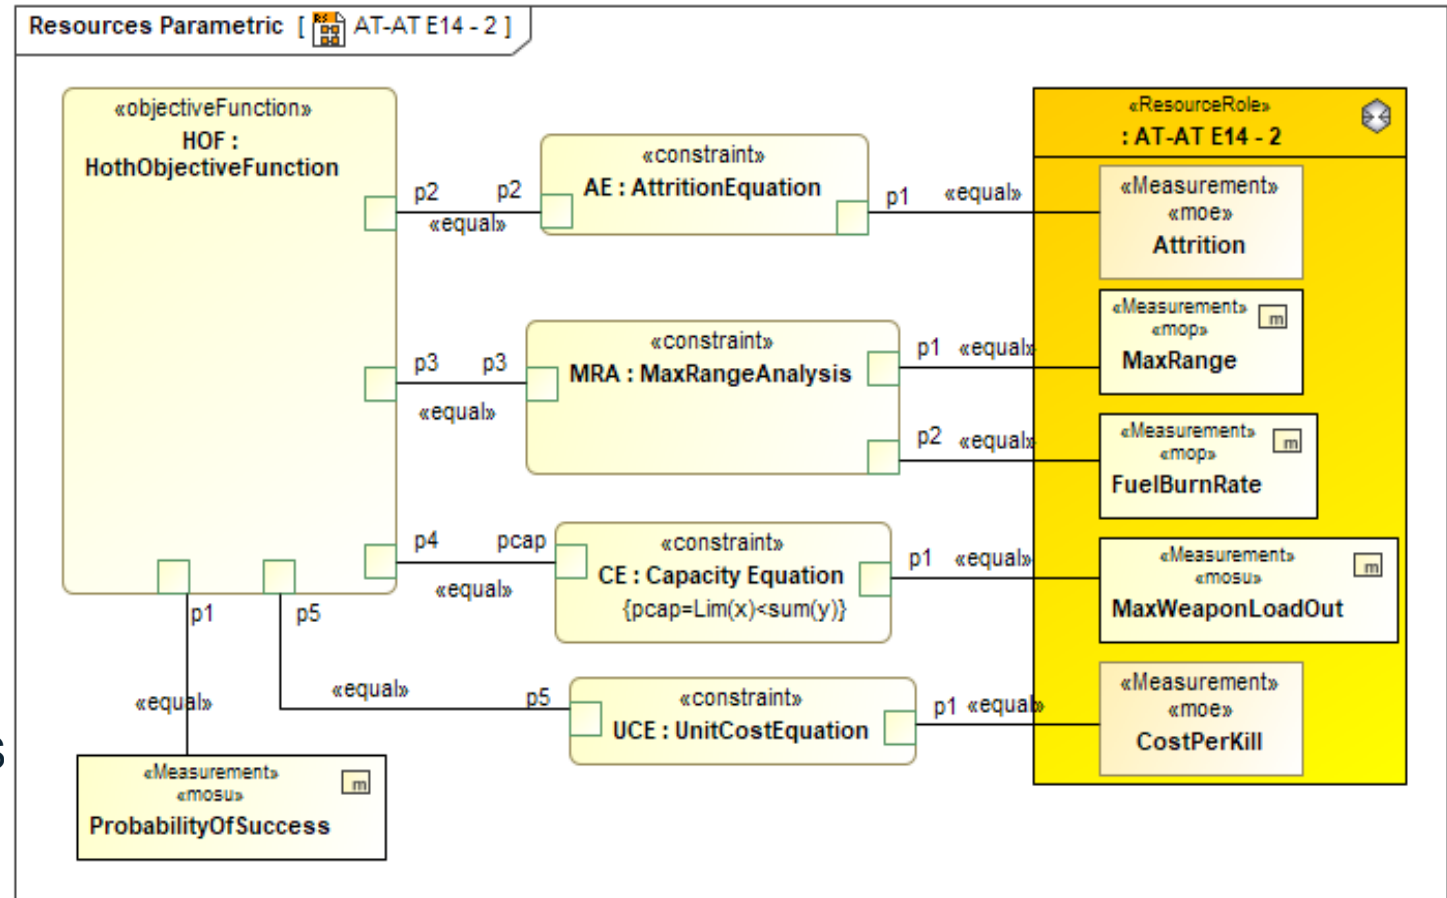 Resources Parametric [ AT-AT E14 - 2 ]
«objectiveFunction»
HOF :
HothObjectiveFunction
p2
p2
«equal»
«constraint»
AE : AttritionEquation
p1
«equal»
«ResourceRole»
: AT-AT E14 - 2
«Measurement»
«moe»
Attrition
p3
p3
«equal»
«constraint»
MRA : MaxRangeAnalysis
p1
«equal»
«Measurement»
«mop»
m
MaxRange
p2
«equal»
«Measurement»
«mop»
m
FuelBurnRate
p4
pcap
«equal»
«constraint»
CE : Capacity Equation
{pcap=Lim(x)<sum(y)}
p1
«equal»
«Measurement»
«mosu»
m
MaxWeaponLoadOut
p1
p5
«equal»
«equal»
p5
«constraint»
UCE : UnitCostEquation
p1
«equal»
«Measurement»
«moe»
CostPerKill
s
«Measurement»
«mosu»
m
ProbabilityOfSuccess